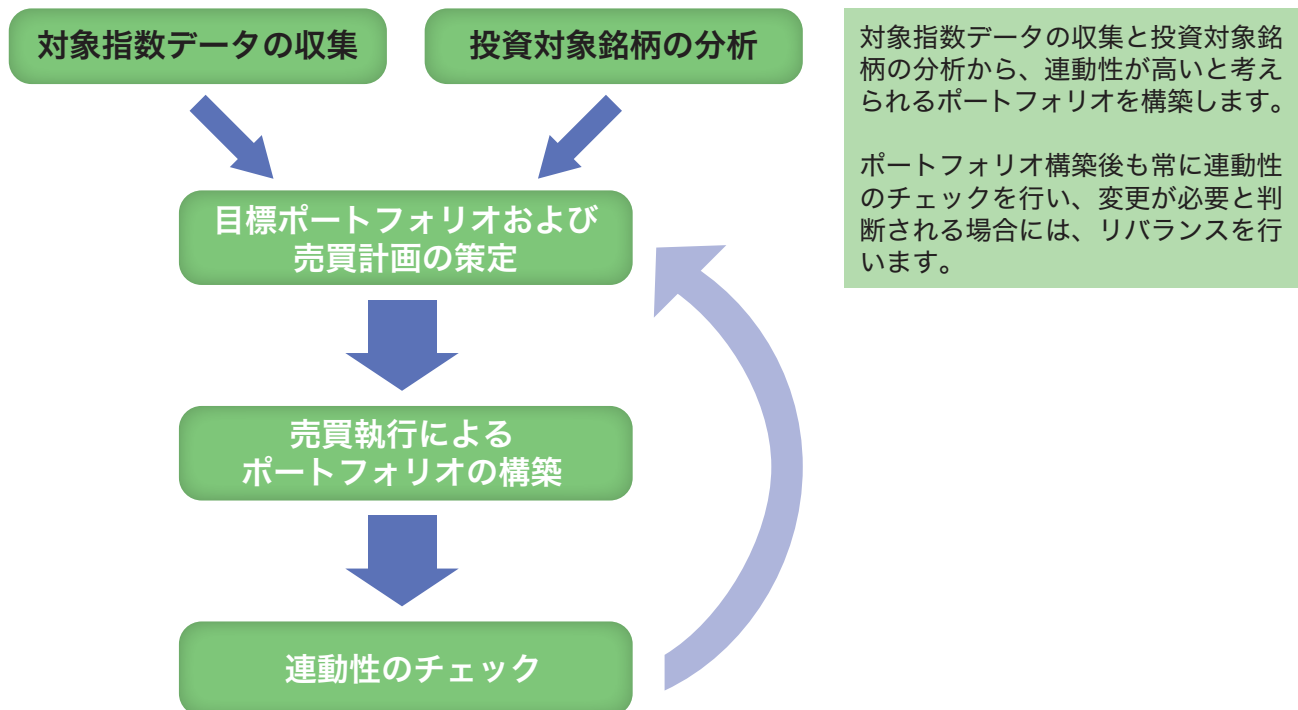 対象指数データの収集
投資対象銘柄の分析
対象指数データの収集と投資対象銘
柄の分析から、連動性が高いと考え
られるポートフォリオを構築します。
ポートフォリオ構築後も常に連動性
のチェックを行い、変更が必要と判
断される場合には、リバランスを行
います。
目標ポートフォリオおよび
売買計画の策定
売買執行による
ポートフォリオの構築
連動性のチェック